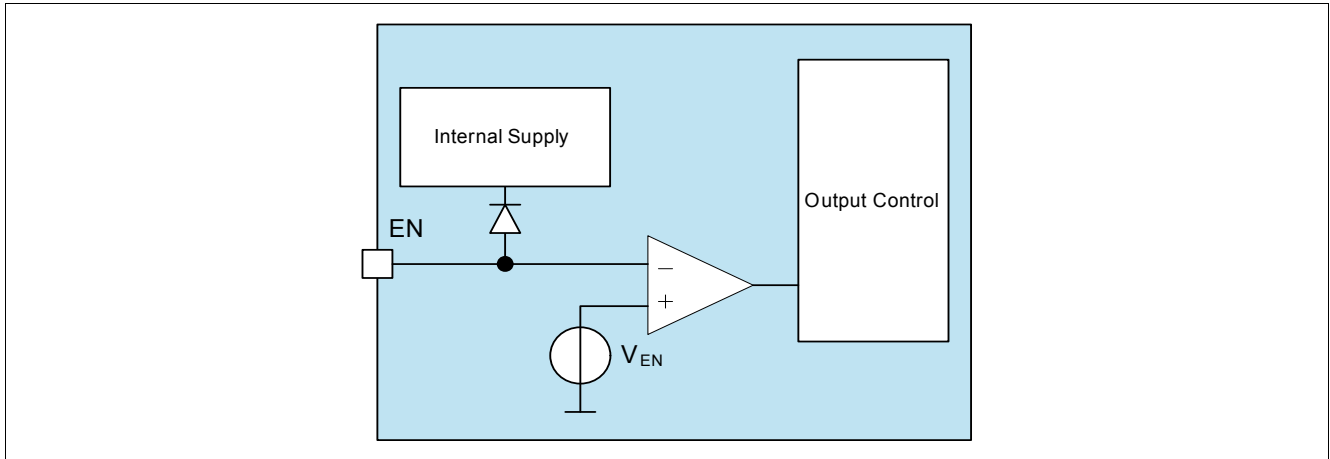 Internal Supply
Output Control
EN
−
+
VEN